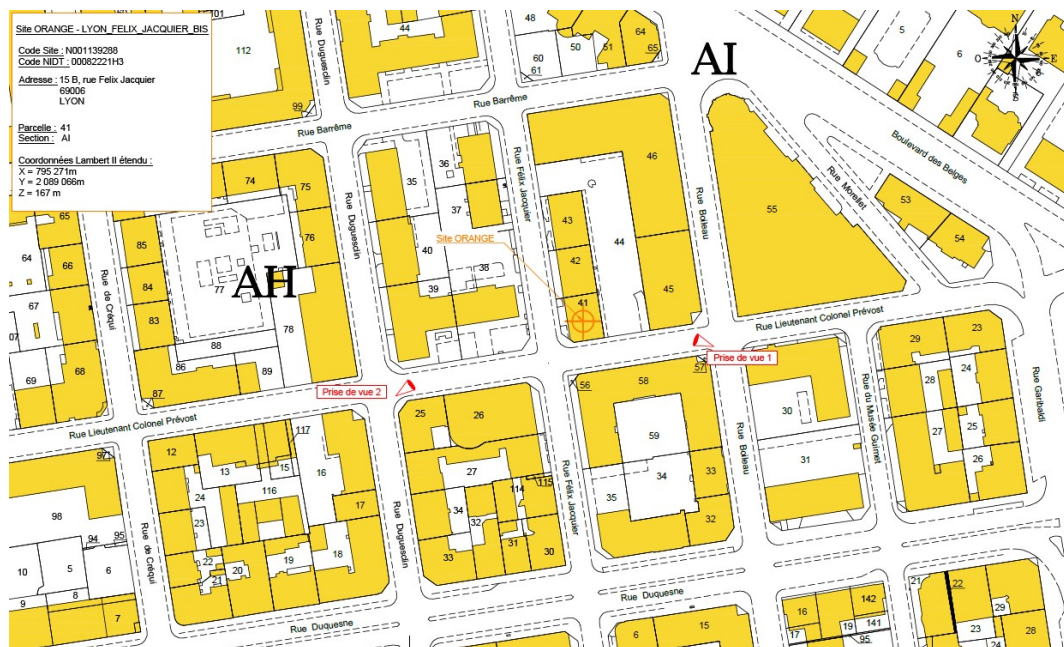 Site ORANGE - LYON_FELIX_JACQUIER_BIS
Code Site : N001139288
Code NIDT : 00082221H3
Adresse : 15 B, rue Felix Jacquier
69006
LYON
Parcelle : 41
Section : AI
Coordonnées Lambert II étendu :
X = 795 271m
Y = 2 089 066m
Z = 167 m
101
112
99
Rue Duguesclin
44
48
60
61
50
51
64
65
AI
5
6
8
N
O
E
S
Rue Barrême
Rue Barrême
Boulevard des Belges
Rue Morellet
74
75
76
65
64
66
67
85
84
83
77
AH
78
88
86
89
87
69
68
Rue de Créqui
Rue Duguesclin
35
36
37
40
38
39
Rue Félix Jacquier
Site ORANGE
46
43
42
41
44
45
Rue Boileau
55
53
54
Rue Lieutenant Colonel Prévost
Prise de vue 1
Prise de vue 2
57
56
58
59
34
35
33
32
Rue Boileau
30
31
Rue du Musée Guimet
29
23
28
24
27
25
26
Rue Garibaldi
Rue Lieutenant Colonel Prévost
97
98
94
95
10
5
6
8
9
7
Rue de Créqui
12
13
117
15
16
116
24
23
22
21
20
19
18
17
Rue Duguesclin
25
26
27
34
32
33
114
115
31
30
Rue Félix Jacquier
Rue Duquesne
Rue Duquesne
6
15
16
17
142
141
19
95
21
22
29
23
24
28